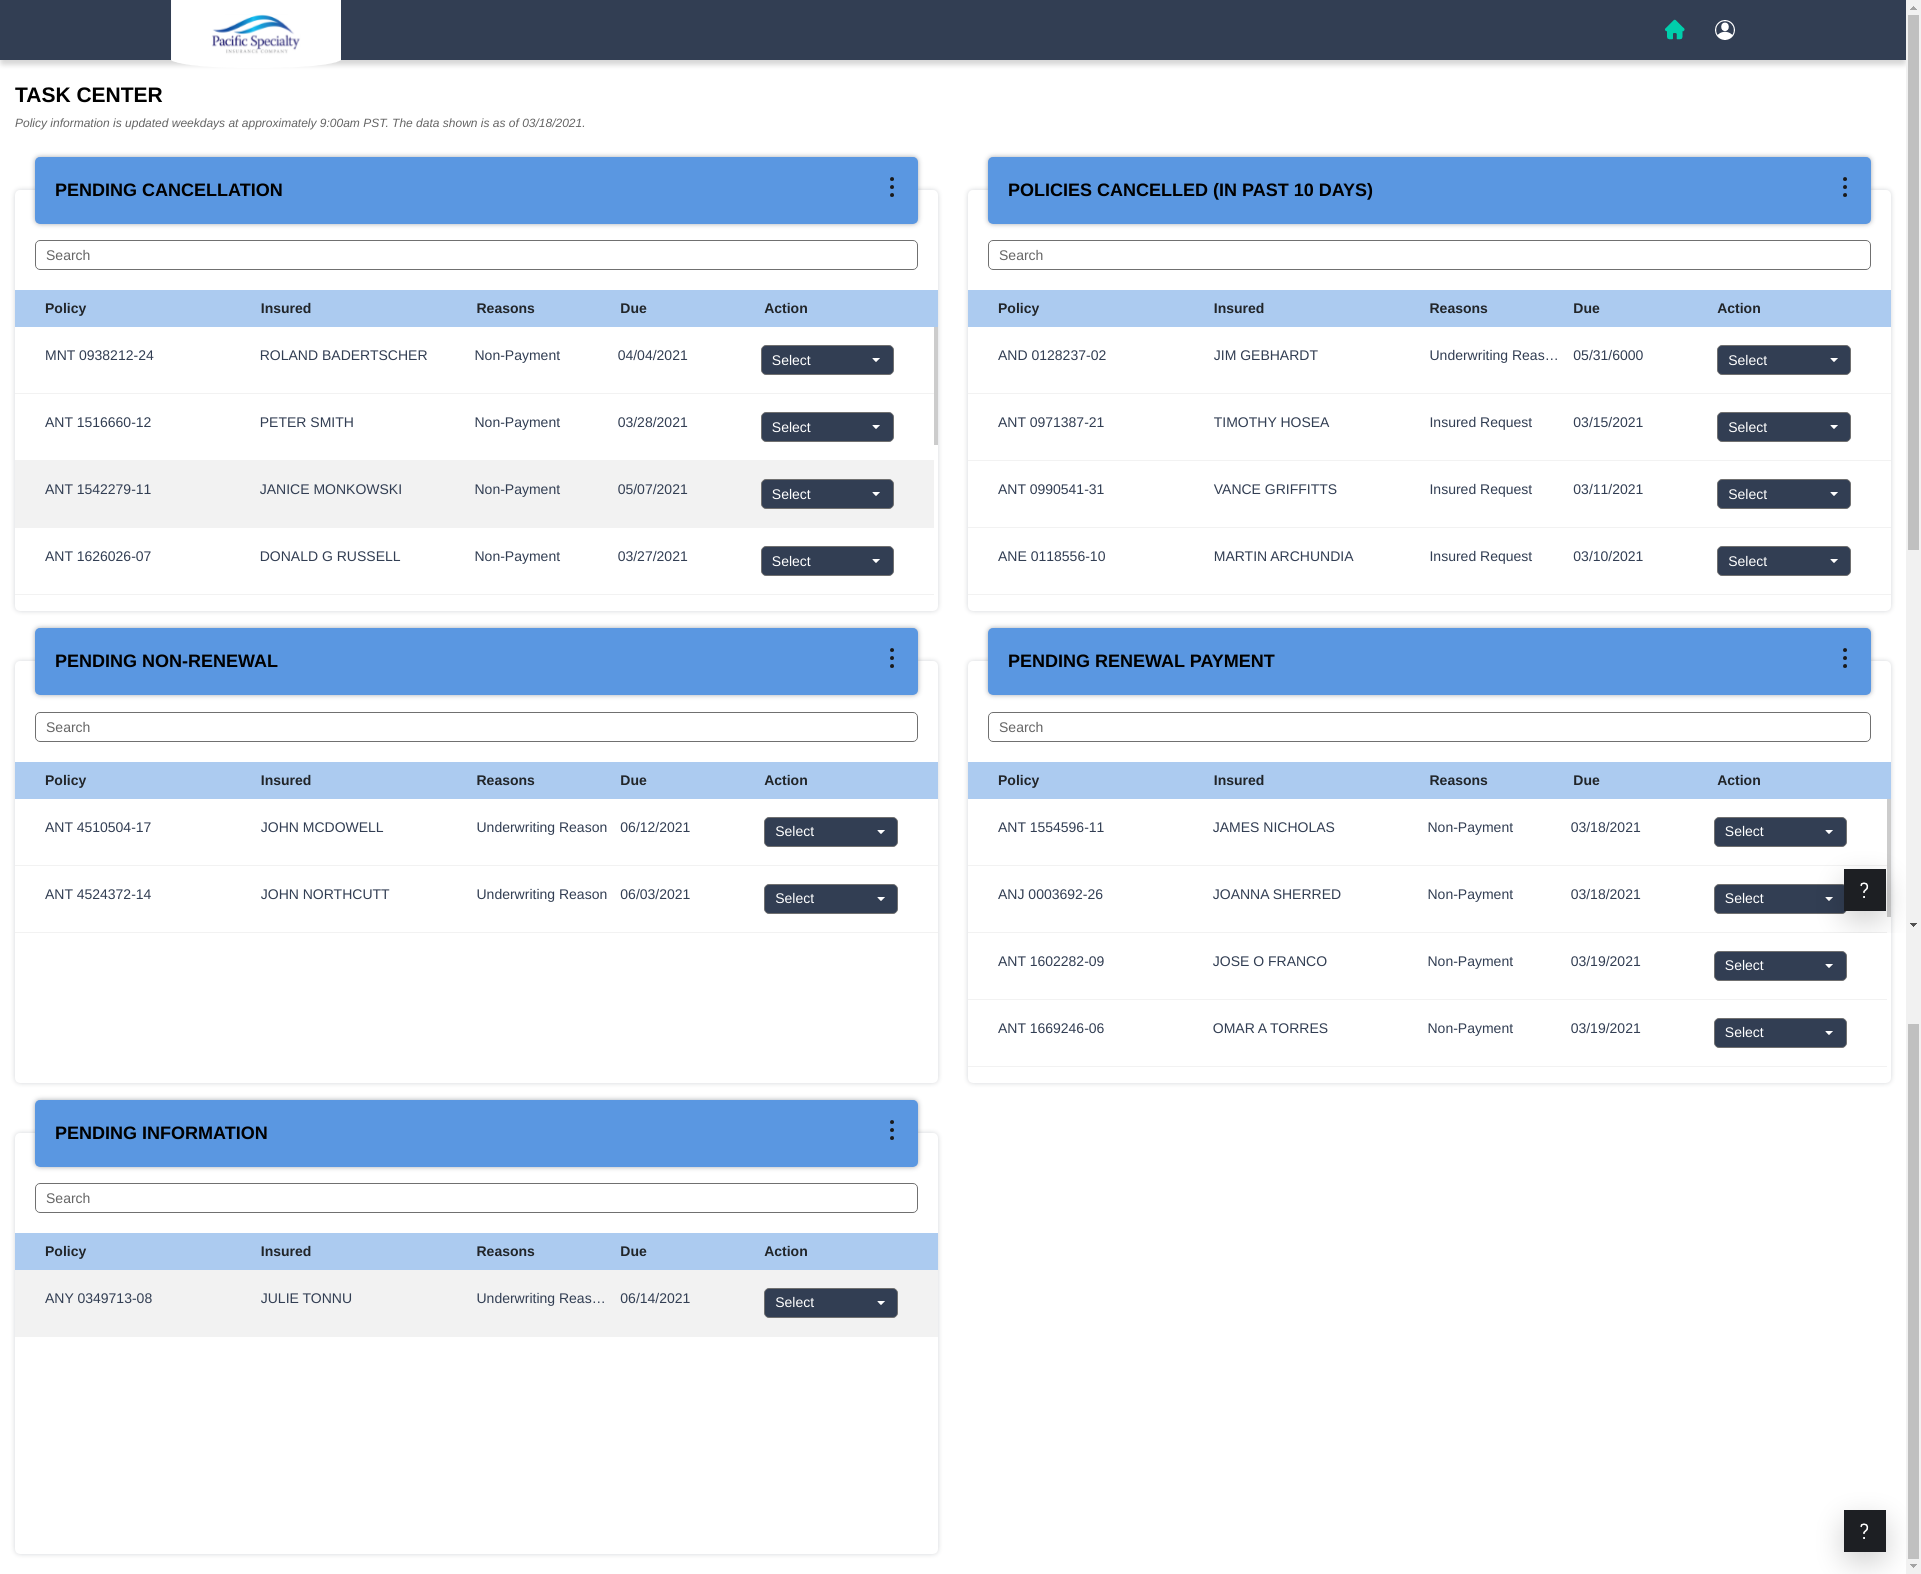 Pacific Specialty
INSURANCE COMPANY
TASK CENTER
Policy information is updated weekdays at approximately 9:00am PST. The data shown is as of 03/18/2021.
PENDING CANCELLATION
Search
Policy Insured Reasons Due Action
MNT 0938212-24 ROLAND BADERTSCHER Non-Payment 04/04/2021 Select
ANT 1516660-12 PETER SMITH Non-Payment 03/28/2021 Select
ANT 1542279-11 JANICE MONKOWSKI Non-Payment 05/07/2021 Select
ANT 1626026-07 DONALD G RUSSELL Non-Payment 03/27/2021 Select
POLICIES CANCELLED (IN PAST 10 DAYS)
Search
Policy Insured Reasons Due Action
AND 0128237-02 JIM GEBHARDT Underwriting Reas... 05/31/6000 Select
ANT 0971387-21 TIMOTHY HOSEA Insured Request 03/15/2021 Select
ANT 0990541-31 VANCE GRIFFITTS Insured Request 03/11/2021 Select
ANE 0118556-10 MARTIN ARCHUNDIA Insured Request 03/10/2021 Select
PENDING NON-RENEWAL
Search
Policy Insured Reasons Due Action
ANT 4510504-17 JOHN MCDOWELL Underwriting Reason 06/12/2021 Select
ANT 4524372-14 JOHN NORTHCUTT Underwriting Reason 06/03/2021 Select
PENDING RENEWAL PAYMENT
Search
Policy Insured Reasons Due Action
ANT 1554596-11 JAMES NICHOLAS Non-Payment 03/18/2021 Select
ANJ 0003692-26 JOANNA SHERRED Non-Payment 03/18/2021 Select ?
ANT 1602282-09 JOSE O FRANCO Non-Payment 03/19/2021 Select
ANT 1669246-06 OMAR A TORRES Non-Payment 03/19/2021 Select
PENDING INFORMATION
Search
Policy Insured Reasons Due Action
ANY 0349713-08 JULIE TONNU Underwriting Reas... 06/14/2021 Select
?